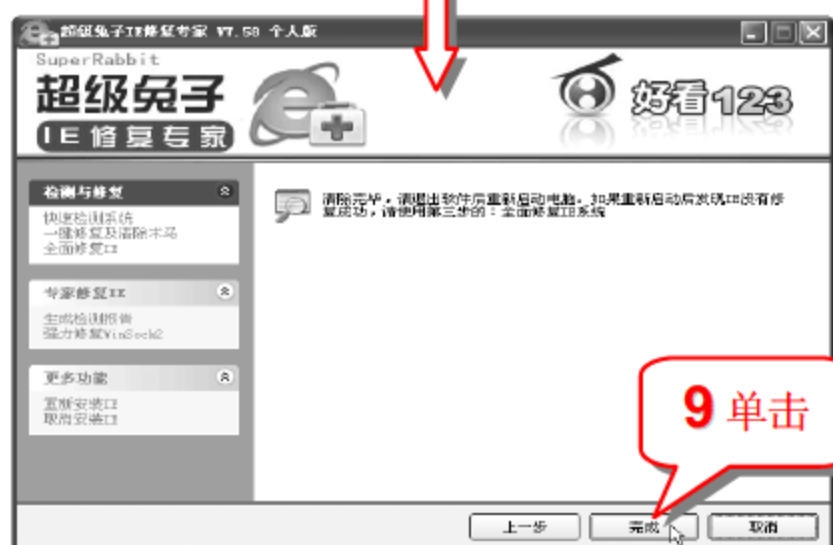 超级兔子IE修复专家 V7.58 个人版
SuperRabbit
超级兔子
IE修复专家
好看123
检测与修复
快速检测系统
一键修复及清除木马
全面修复IE
专家修复IE
生成检测报告
强力修复WinSock2
更多功能
重新安装IE
取消安装IE
清除完毕，请退出软件后重新启动电脑。如果重新启动后发现IE没有修
复成功，请使用第三步的：全面修复IE系统
9 单击
上一步
完成
取消